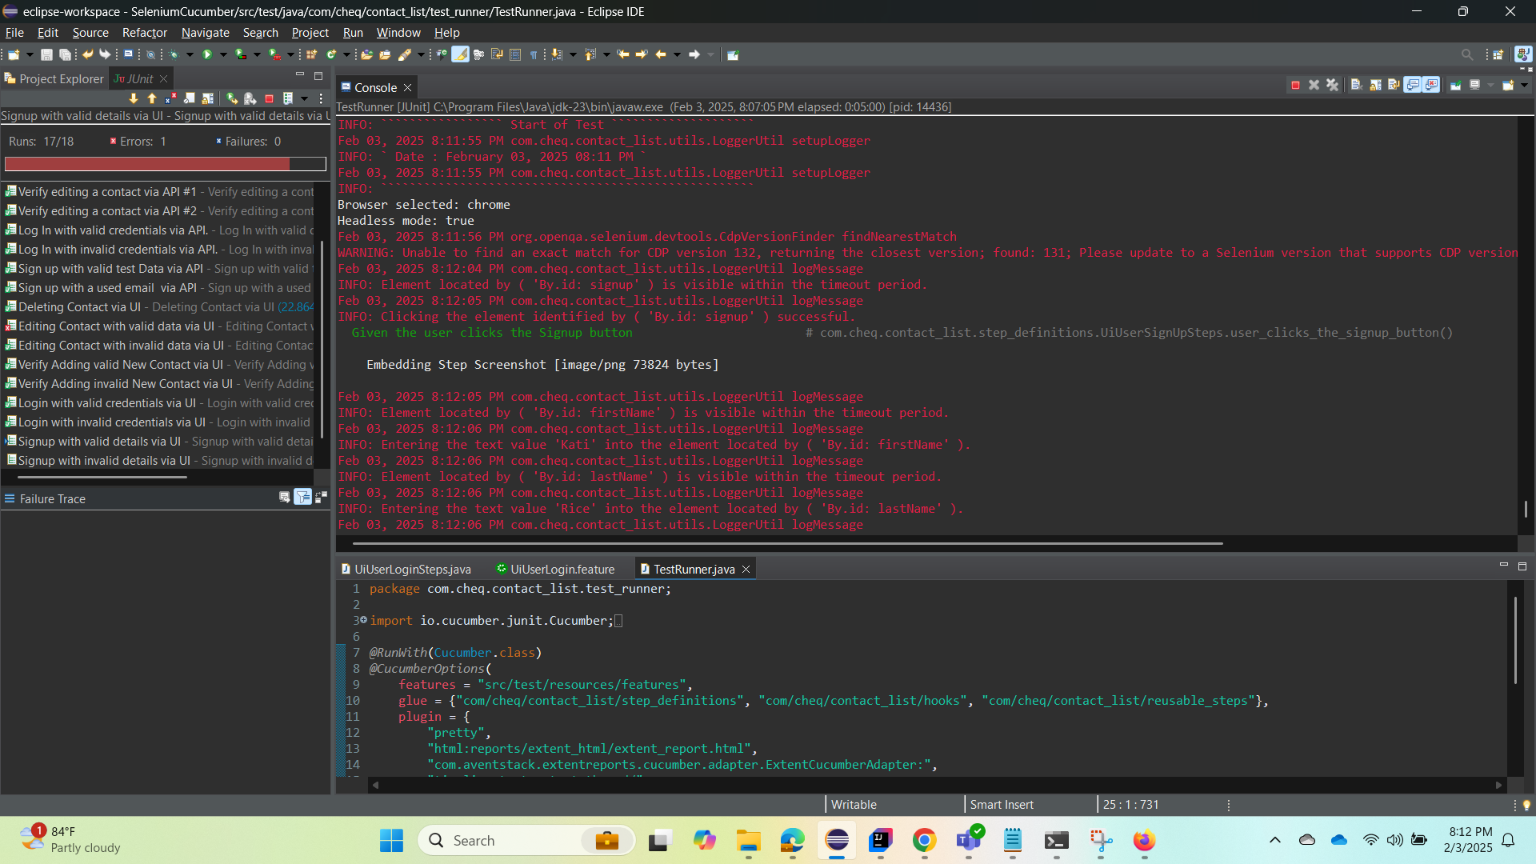 eclipse-workspace - SeleniumCucumber/src/test/java/com/cheq/contact_list/test_runner/TestRunner.java - Eclipse IDE
File Edit Source Refactor Navigate Search Project Run Window Help
Project Explorer
JUnit
Signup with valid details via UI - Signup with valid details via U
Runs: 17/18 Errors: 1 Failures: 0
Verify editing a contact via API #1 - Verify editing a cont
Verify editing a contact via API #2 - Verify editing a cont
Log In with valid credentials via API. - Log In with valid c
Log In with invalid credentials via API. - Log In with inva
Sign up with valid test Data via API - Sign up with valid
Sign up with a used email via API - Sign up with a used
Deleting Contact via UI - Deleting Contact via UI (22.864
Editing Contact with valid data via UI - Editing Contact v
Editing Contact with invalid data via UI - Editing Contac
Verify Adding valid New Contact via UI - Verify Adding v
Verify Adding invalid New Contact via UI - Verify Adding
Login with valid credentials via UI - Login with valid cred
Login with invalid credentials via UI - Login with invalid
Signup with valid details via UI - Signup with valid detai
Signup with invalid details via UI - Signup with invalid d
Failure Trace
Console
TestRunner [JUnit] C:\Program Files\Java\jdk-23\bin\javaw.exe (Feb 3, 2025, 8:07:05 PM elapsed: 0:05:00) [pid: 14436]
INFO: ````````````````` Start of Test ````````````````````
Feb 03, 2025 8:11:55 PM com.cheq.contact_list.utils.LoggerUtil setupLogger
INFO: ` Date : February 03, 2025 08:11 PM `
Feb 03, 2025 8:11:55 PM com.cheq.contact_list.utils.LoggerUtil setupLogger
INFO: ````````````````````````````````````````````````````
Browser selected: chrome
Headless mode: true
Feb 03, 2025 8:11:56 PM org.openqa.selenium.devtools.CdpVersionFinder findNearestMatch
WARNING: Unable to find an exact match for CDP version 132, returning the closest version; found: 131; Please update to a Selenium version that supports CDP version
Feb 03, 2025 8:12:04 PM com.cheq.contact_list.utils.LoggerUtil logMessage
INFO: Element located by ( 'By.id: signup' ) is visible within the timeout period.
Feb 03, 2025 8:12:05 PM com.cheq.contact_list.utils.LoggerUtil logMessage
INFO: Clicking the element identified by ( 'By.id: signup' ) successful.
Given the user clicks the Signup button # com.cheq.contact_list.step_definitions.UiUserSignUpSteps.user_clicks_the_signup_button()
Embedding Step Screenshot [image/png 73824 bytes]
Feb 03, 2025 8:12:05 PM com.cheq.contact_list.utils.LoggerUtil logMessage
INFO: Element located by ( 'By.id: firstName' ) is visible within the timeout period.
Feb 03, 2025 8:12:06 PM com.cheq.contact_list.utils.LoggerUtil logMessage
INFO: Entering the text value 'Kati' into the element located by ( 'By.id: firstName' ).
Feb 03, 2025 8:12:06 PM com.cheq.contact_list.utils.LoggerUtil logMessage
INFO: Element located by ( 'By.id: lastName' ) is visible within the timeout period.
Feb 03, 2025 8:12:06 PM com.cheq.contact_list.utils.LoggerUtil logMessage
INFO: Entering the text value 'Rice' into the element located by ( 'By.id: lastName' ).
Feb 03, 2025 8:12:06 PM com.cheq.contact_list.utils.LoggerUtil logMessage
UiUserLoginSteps.java UiUserLogin.feature TestRunner.java
1 package com.cheq.contact_list.test_runner;
2
3 import io.cucumber.junit.Cucumber;
6
7 @RunWith(Cucumber.class)
8 @CucumberOptions(
9 features = "src/test/resources/features",
10 glue = {"com/cheq/contact_list/step_definitions", "com/cheq/contact_list/hooks", "com/cheq/contact_list/reusable_steps"},
11 plugin = {
12 "pretty",
13 "html:reports/extent_html/extent_report.html",
14 "com.aventstack.extentreports.cucumber.adapter.ExtentCucumberAdapter:",
Writable Smart Insert 25 : 1 : 731
1
84°F
Partly cloudy
Search
8:12 PM
2/3/2025